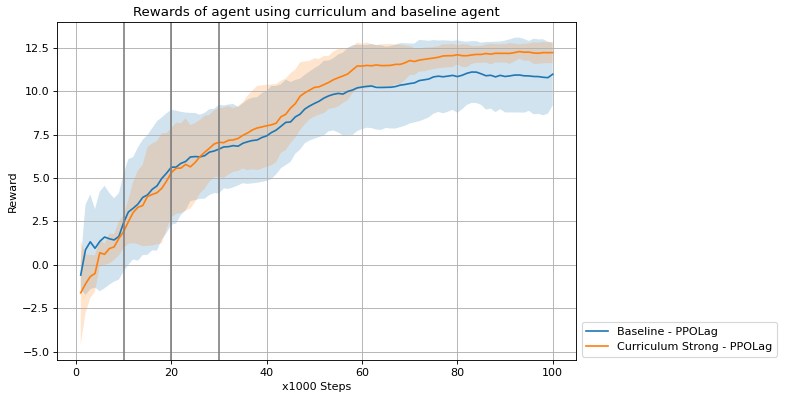 Rewards of agent using curriculum and baseline agent
12.5
10.0
7.5
5.0
2.5
0.0
−2.5
−5.0
Reward
0 20 40 60 80 100
x1000 Steps
Baseline - PPOLag
Curriculum Strong - PPOLag